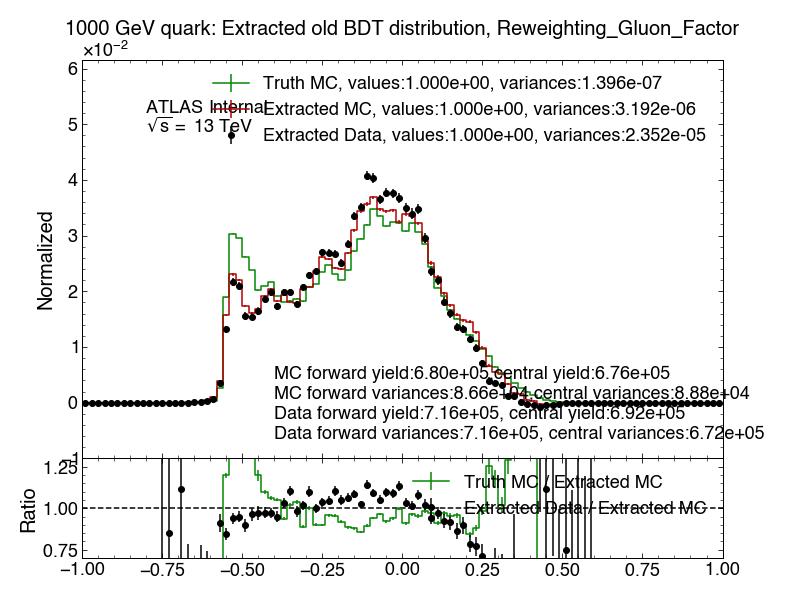 1000 GeV quark: Extracted old BDT distribution, Reweighting_Gluon_Factor
×10−2
Truth MC, values:1.000e+00, variances:1.396e-07
ATLAS Internal
Extracted MC, values:1.000e+00, variances:3.192e-06
√s = 13 TeV
Extracted Data, values:1.000e+00, variances:2.352e-05
6
5
4
3
2
1
0
−1
Normalized
MC forward yield:6.80e+05, central yield:6.76e+05
MC forward variances:8.66e+04, central variances:8.88e+04
Data forward yield:7.16e+05, central yield:6.92e+05
Data forward variances:7.16e+05, central variances:6.72e+05
1.25
1.00
0.75
Ratio
Truth MC / Extracted MC
Extracted Data / Extracted MC
−1.00 −0.75 −0.50 −0.25 0.00 0.25 0.50 0.75 1.00